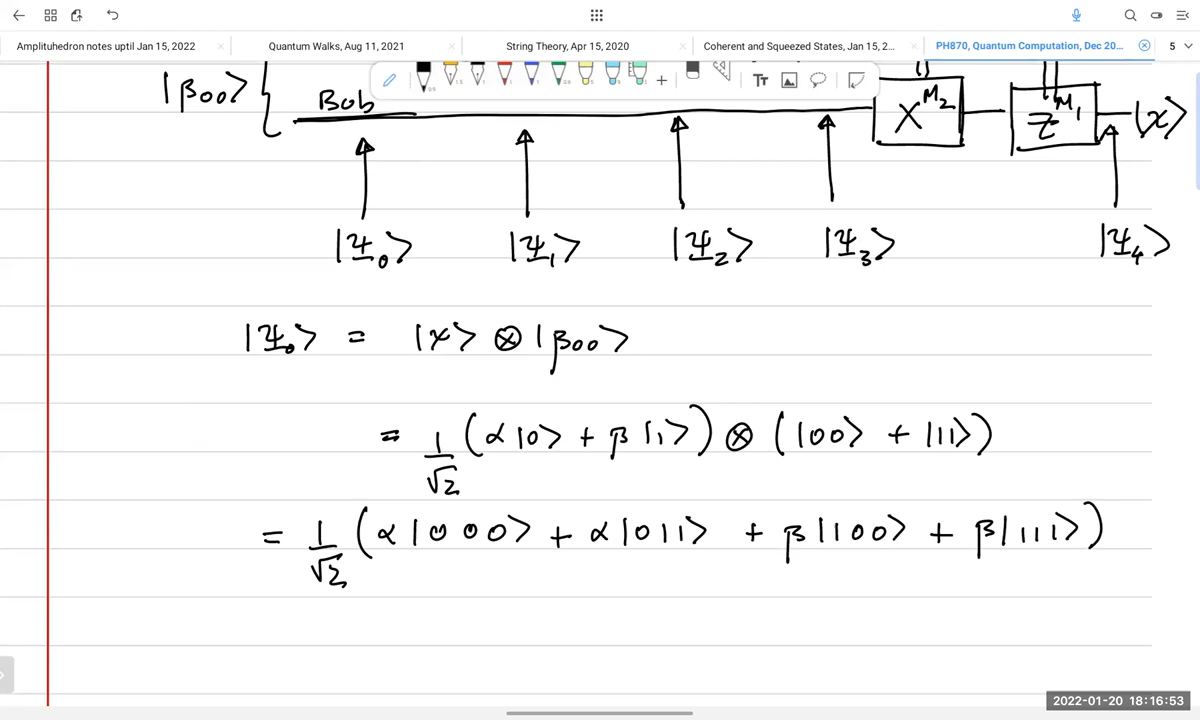 Amplituhedron notes uptil Jan 15, 2022 × Quantum Walks, Aug 11, 2021 × String Theory, Apr 15, 2020 × Coherent and Squeezed States, Jan 15, 2... × PH870, Quantum Computation, Dec 20... 5
Tт
|β00⟩ { Bob X^M2 Z^M1 |χ⟩
|Ψ0⟩ |Ψ1⟩ |Ψ2⟩ |Ψ3⟩ |Ψ4⟩
|Ψ0⟩ = |χ⟩ ⊗ |β00⟩
= 1/√2 (α|0⟩ + β|1⟩) ⊗ (|00⟩ + |11⟩)
= 1/√2 (α|000⟩ + α|011⟩ + β|100⟩ + β|111⟩)
2022-01-20 18:16:53